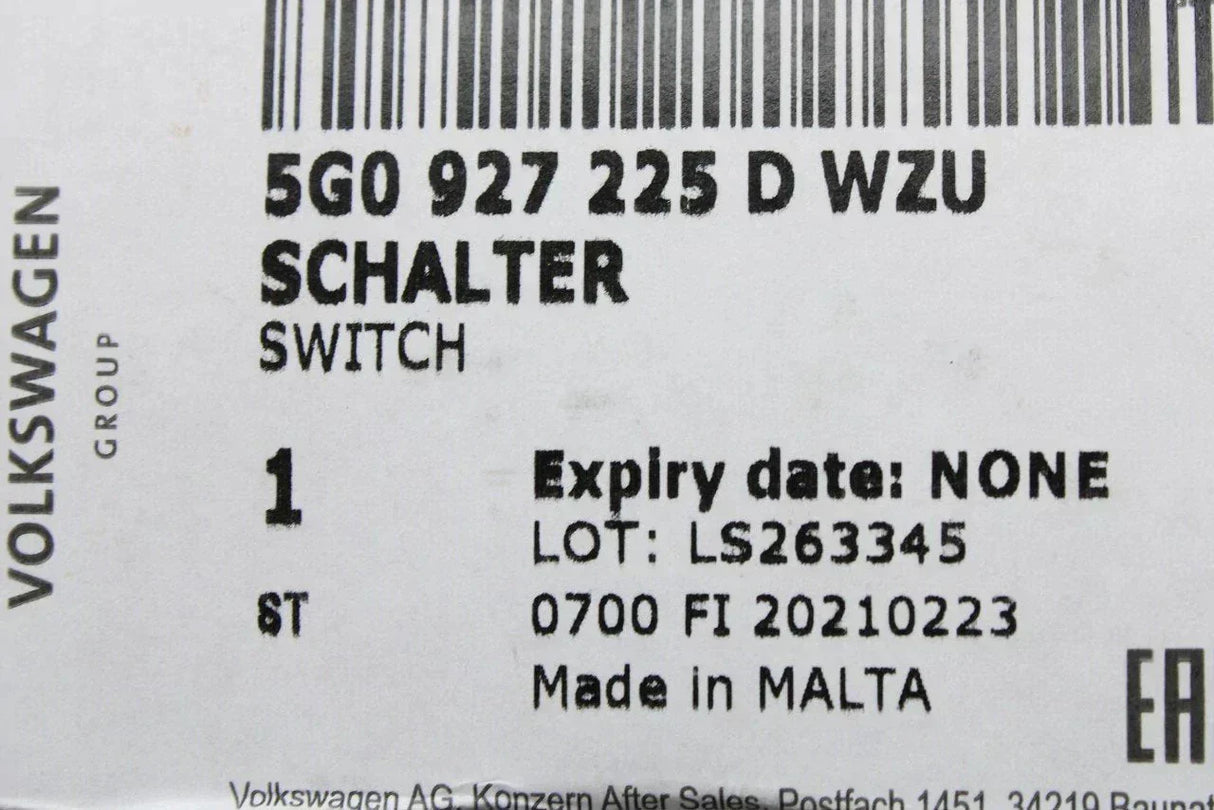 VOLKSWAGEN
GROUP
5G0 927 225 D WZU
SCHALTER
SWITCH
1
Expiry date: NONE
LOT: LS263345
ST
0700 FI 20210223
Made in MALTA
EAC
Volkswagen AG, Konzern After Sales, Postfach 1451, 34219